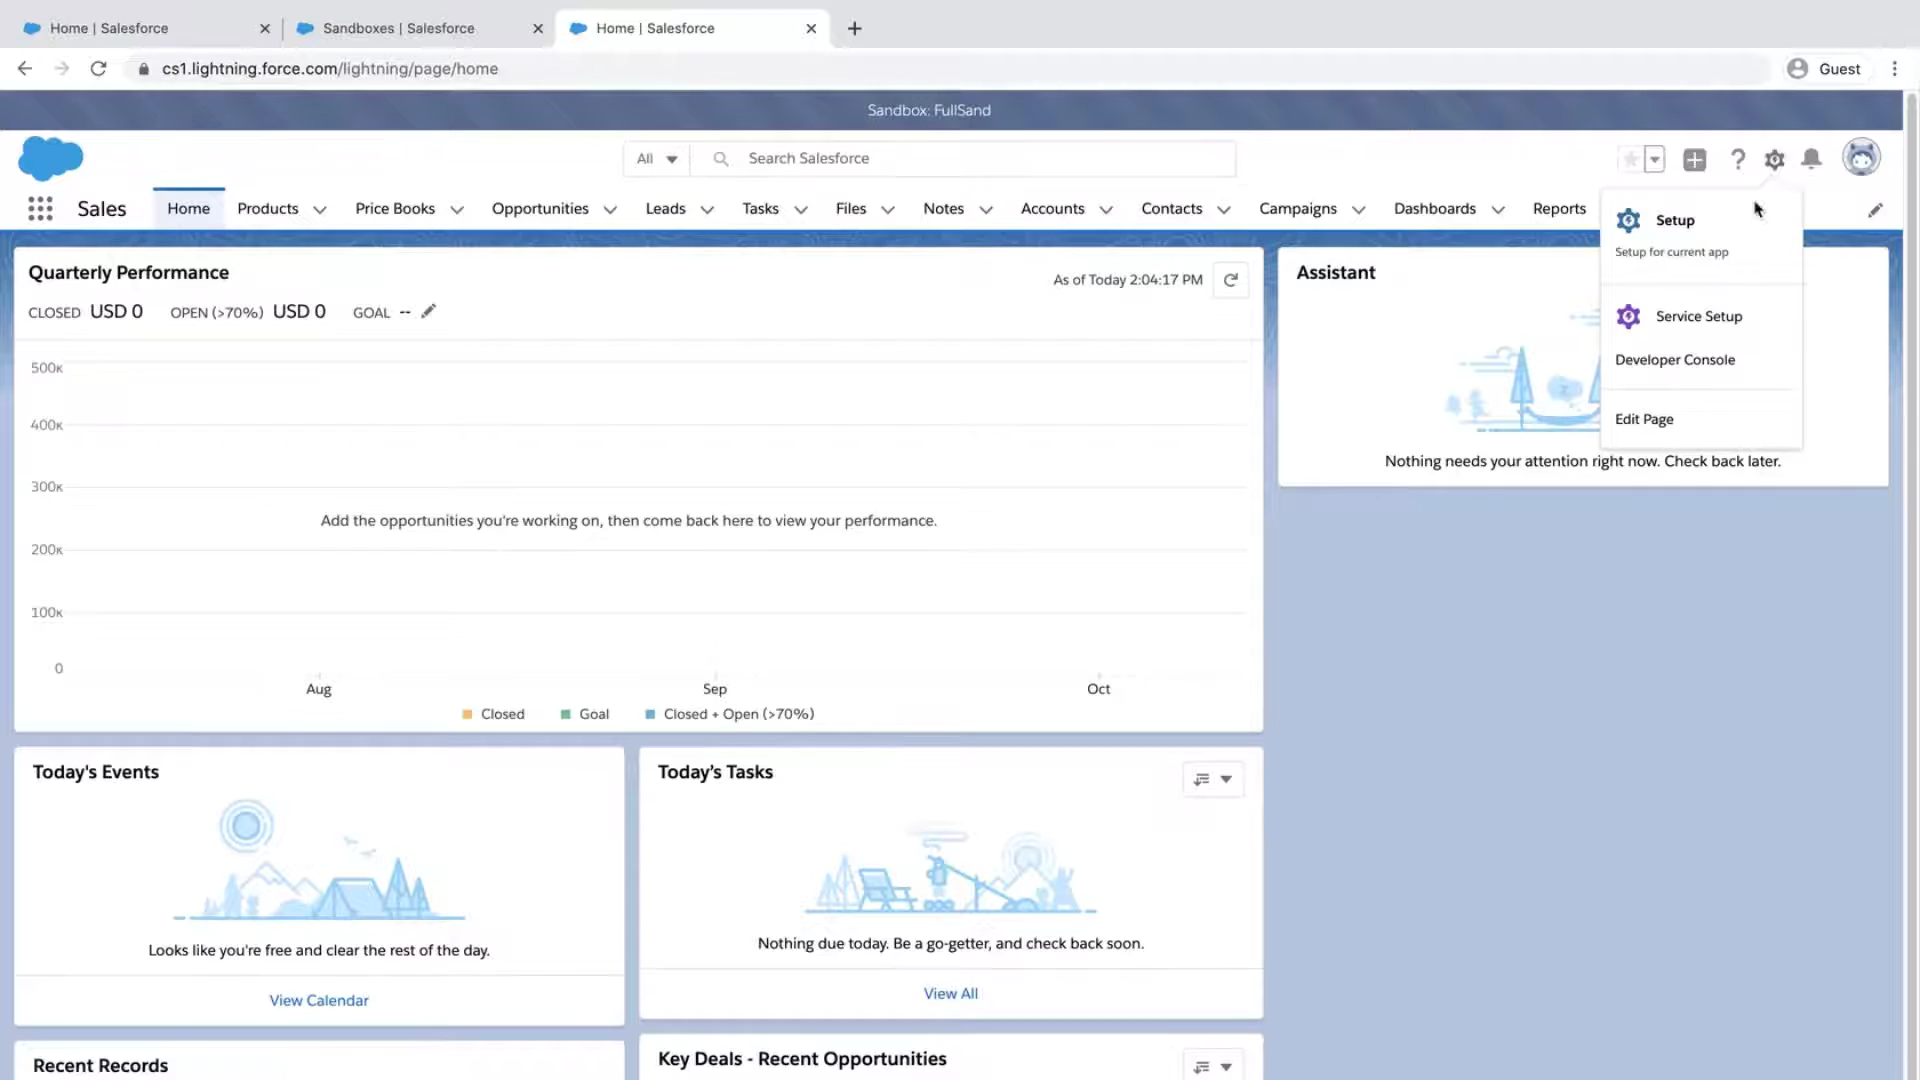 Home | Salesforce
Sandboxes | Salesforce
Home | Salesforce
cs1.lightning.force.com/lightning/page/home
Guest
Sandbox: FullSand
All
Search Salesforce
Sales
Home
Products
Price Books
Opportunities
Leads
Tasks
Files
Notes
Accounts
Contacts
Campaigns
Dashboards
Reports
Setup
Setup for current app
Service Setup
Developer Console
Edit Page
Quarterly Performance
As of Today 2:04:17 PM
CLOSED USD 0 OPEN (>70%) USD 0 GOAL --
500K
400K
300K
200K
100K
0
Add the opportunities you're working on, then come back here to view your performance.
Aug
Sep
Oct
Closed
Goal
Closed + Open (>70%)
Assistant
Nothing needs your attention right now. Check back later.
Today's Events
Looks like you're free and clear the rest of the day.
View Calendar
Today’s Tasks
Nothing due today. Be a go-getter, and check back soon.
View All
Recent Records
Key Deals - Recent Opportunities